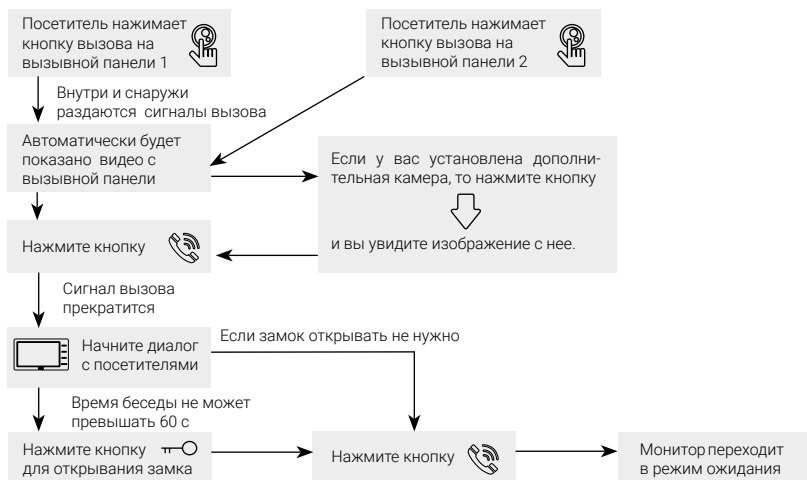 Посетитель нажимает
кнопку вызова на
вызывной панели 1
Посетитель нажимает
кнопку вызова на
вызывной панели 2
Внутри и снаружи
раздаются сигналы вызова
Автоматически будет
показано видео с
вызывной панели
Если у вас установлена дополни-
тельная камера, то нажмите кнопку
и вы увидите изображение с нее.
Нажмите кнопку
Сигнал вызова
прекратится
Начните диалог
с посетителями
Если замок открывать не нужно
Время беседы не может
превышать 60 с
Нажмите кнопку
для открывания замка
Нажмите кнопку
Монитор переходит
в режим ожидания